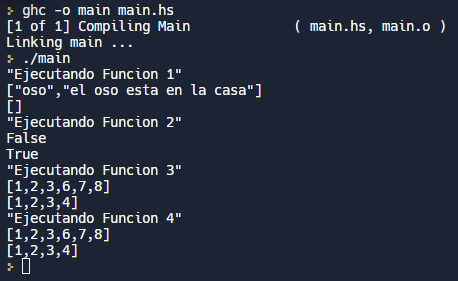 > ghc -o main main.hs
[1 of 1] Compiling Main             ( main.hs, main.o )
Linking main ...
> ./main
"Ejecutando Funcion 1"
["oso","el oso esta en la casa"]
[]
"Ejecutando Funcion 2"
False
True
"Ejecutando Funcion 3"
[1,2,3,6,7,8]
[1,2,3,4]
"Ejecutando Funcion 4"
[1,2,3,6,7,8]
[1,2,3,4]
>